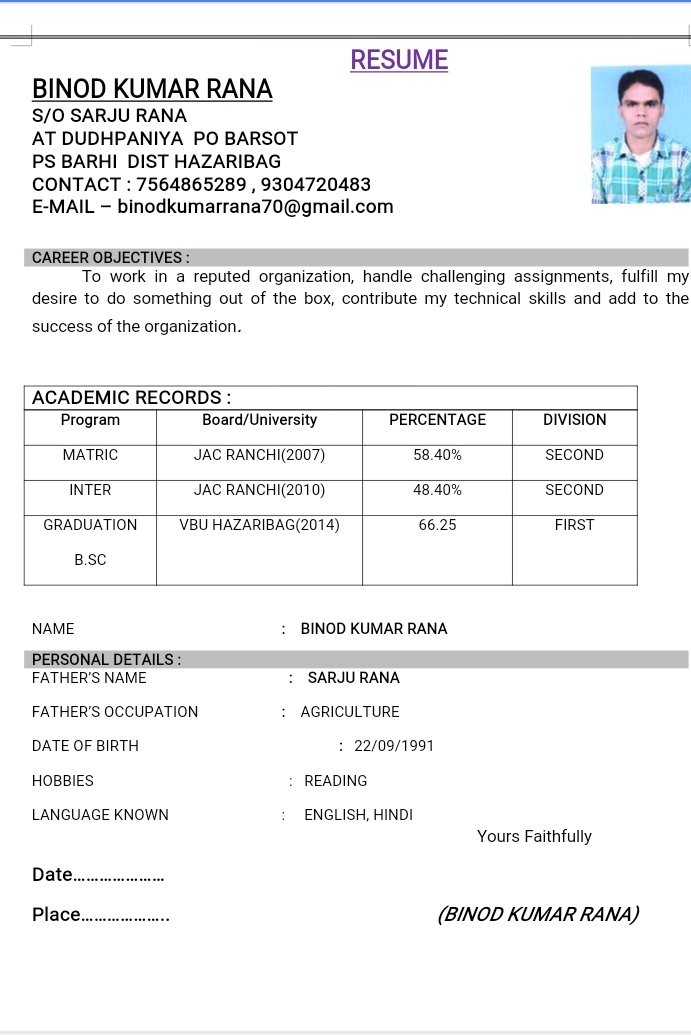 RESUME
BINOD KUMAR RANA
S/O SARJU RANA
AT DUDHPANIYA PO BARSOT
PS BARHI DIST HAZARIBAG
CONTACT : 7564865289 , 9304720483
E-MAIL – binodkumarrana70@gmail.com
CAREER OBJECTIVES :
To work in a reputed organization, handle challenging assignments, fulfill my
desire to do something out of the box, contribute my technical skills and add to the
success of the organization.
ACADEMIC RECORDS :
Program Board/University PERCENTAGE DIVISION
MATRIC JAC RANCHI(2007) 58.40% SECOND
INTER JAC RANCHI(2010) 48.40% SECOND
GRADUATION VBU HAZARIBAG(2014) 66.25 FIRST
B.SC
NAME : BINOD KUMAR RANA
PERSONAL DETAILS :
FATHER’S NAME : SARJU RANA
FATHER’S OCCUPATION : AGRICULTURE
DATE OF BIRTH : 22/09/1991
HOBBIES : READING
LANGUAGE KNOWN : ENGLISH, HINDI
Yours Faithfully
Date…………………
Place………………..
(BINOD KUMAR RANA)